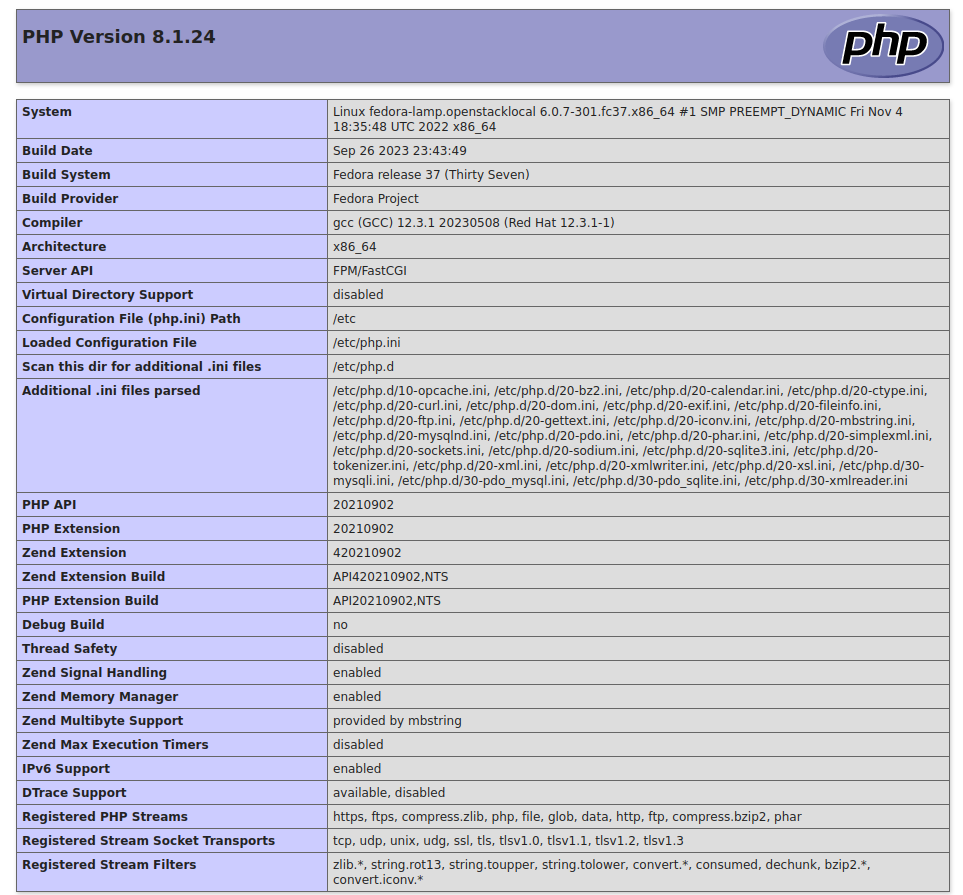 PHP Version 8.1.24
php
System
Linux fedora-lamp.openstacklocal 6.0.7-301.fc37.x86_64 #1 SMP PREEMPT_DYNAMIC Fri Nov 4
18:35:48 UTC 2022 x86_64
Build Date
Sep 26 2023 23:43:49
Build System
Fedora release 37 (Thirty Seven)
Build Provider
Fedora Project
Compiler
gcc (GCC) 12.3.1 20230508 (Red Hat 12.3.1-1)
Architecture
x86_64
Server API
FPM/FastCGI
Virtual Directory Support
disabled
Configuration File (php.ini) Path
/etc
Loaded Configuration File
/etc/php.ini
Scan this dir for additional .ini files
/etc/php.d
Additional .ini files parsed
/etc/php.d/10-opcache.ini, /etc/php.d/20-bz2.ini, /etc/php.d/20-calendar.ini, /etc/php.d/20-ctype.ini,
/etc/php.d/20-curl.ini, /etc/php.d/20-dom.ini, /etc/php.d/20-exif.ini, /etc/php.d/20-fileinfo.ini,
/etc/php.d/20-ftp.ini, /etc/php.d/20-gettext.ini, /etc/php.d/20-iconv.ini, /etc/php.d/20-mbstring.ini,
/etc/php.d/20-mysqlnd.ini, /etc/php.d/20-pdo.ini, /etc/php.d/20-phar.ini, /etc/php.d/20-simplexml.ini,
/etc/php.d/20-sockets.ini, /etc/php.d/20-sodium.ini, /etc/php.d/20-sqlite3.ini, /etc/php.d/20-
tokenizer.ini, /etc/php.d/20-xml.ini, /etc/php.d/20-xmlwriter.ini, /etc/php.d/20-xsl.ini, /etc/php.d/30-
mysqli.ini, /etc/php.d/30-pdo_mysql.ini, /etc/php.d/30-pdo_sqlite.ini, /etc/php.d/30-xmlreader.ini
PHP API
20210902
PHP Extension
20210902
Zend Extension
420210902
Zend Extension Build
API420210902,NTS
PHP Extension Build
API20210902,NTS
Debug Build
no
Thread Safety
disabled
Zend Signal Handling
enabled
Zend Memory Manager
enabled
Zend Multibyte Support
provided by mbstring
Zend Max Execution Timers
disabled
IPv6 Support
enabled
DTrace Support
available, disabled
Registered PHP Streams
https, ftps, compress.zlib, php, file, glob, data, http, ftp, compress.bzip2, phar
Registered Stream Socket Transports
tcp, udp, unix, udg, ssl, tls, tlsv1.0, tlsv1.1, tlsv1.2, tlsv1.3
Registered Stream Filters
zlib.*, string.rot13, string.toupper, string.tolower, convert.*, consumed, dechunk, bzip2.*,
convert.iconv.*